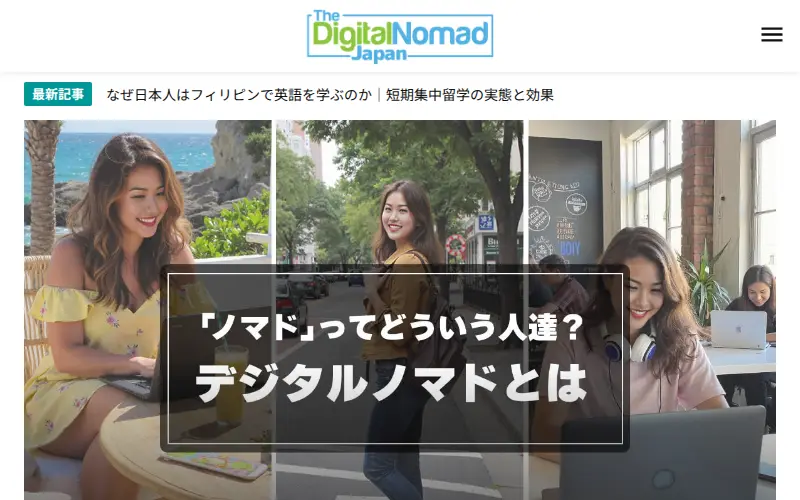 The
DigitalNomad
Japan
最新記事 なぜ日本人はフィリピンで英語を学ぶのか｜短期集中留学の実態と効果
「ノマド」ってどういう人達？
デジタルノマドとは